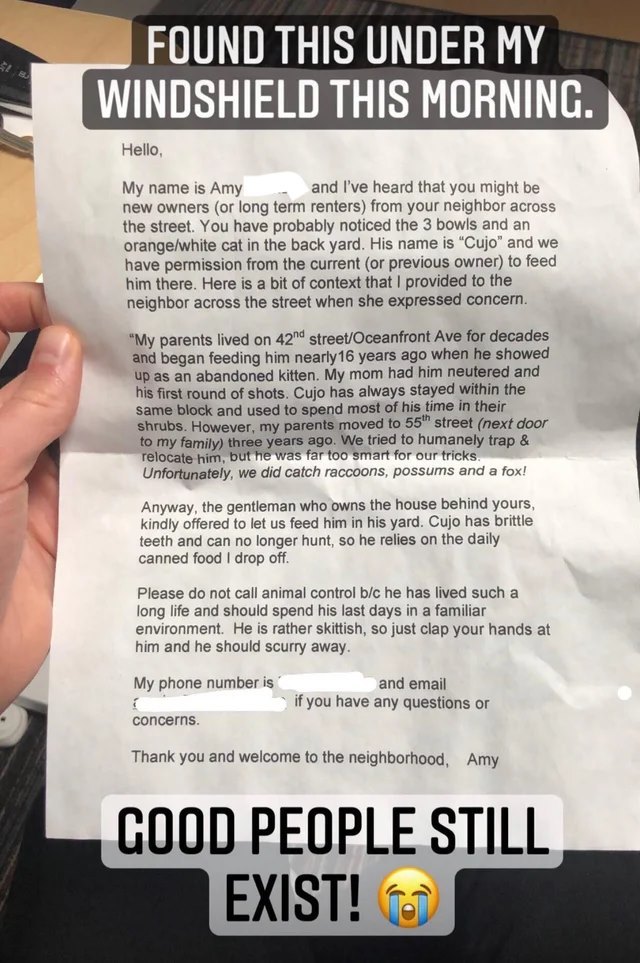 FOUND THIS UNDER MY
WINDSHIELD THIS MORNING.
Hello,
My name is Amy and I've heard that you might be
new owners (or long term renters) from your neighbor across
the street. You have probably noticed the 3 bowls and an
orange/white cat in the back yard. His name is "Cujo" and we
have permission from the current (or previous owner) to feed
him there. Here is a bit of context that I provided to the
neighbor across the street when she expressed concern.
"My parents lived on 42nd street/Oceanfront Ave for decades
and began feeding him nearly16 years ago when he showed
up as an abandoned kitten. My mom had him neutered and
his first round of shots. Cujo has always stayed within the
same block and used to spend most of his time in their
shrubs. However, my parents moved to 55th street (next door
to my family) three years ago. We tried to humanely trap &
relocate him, but he was far too smart for our tricks.
Unfortunately, we did catch raccoons, possums and a fox!
Anyway, the gentleman who owns the house behind yours,
kindly offered to let us feed him in his yard. Cujo has brittle
teeth and can no longer hunt, so he relies on the daily
canned food I drop off.
Please do not call animal control b/c he has lived such a
long life and should spend his last days in a familiar
environment. He is rather skittish, so just clap your hands at
him and he should scurry away.
My phone number is and email
if you have any questions or
concerns.
Thank you and welcome to the neighborhood, Amy
GOOD PEOPLE STILL
EXIST! 😭